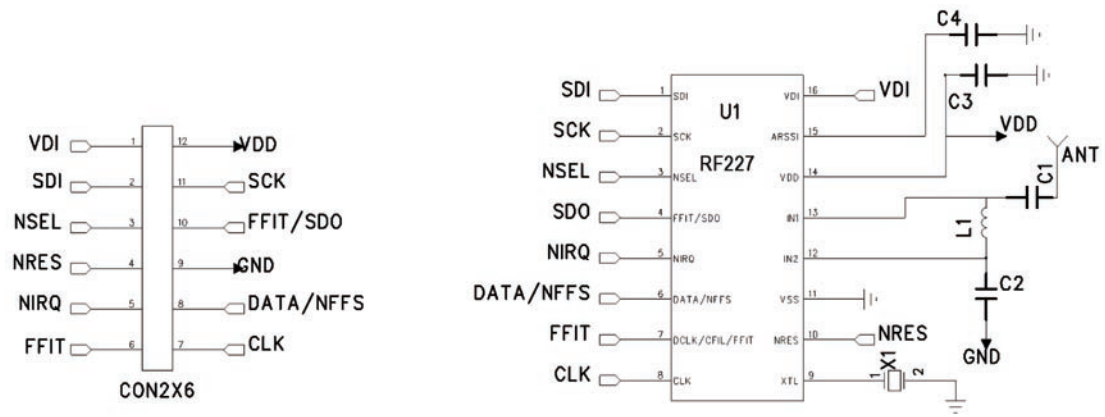 VDI 1 12 VDD
SDI 2 11 SCK
NSEL 3 10 FFIT/SDO
NRES 4 9 GND
NIRQ 5 8 DATA/NFFS
FFIT 6 7 CLK
CON2X6
C4
C3
VDD
ANT
C1
L1
C2
GND
U1
RF227
SDI 1 SDI VDI 16 VDI
SCK 2 SCK ARSSI 15
NSEL 3 NSEL VDD 14
SDO 4 FFIT/SDO IN1 13
NIRQ 5 NIRQ IN2 12
DATA/NFFS 6 DATA/NFFS VSS 11
FFIT 7 DCLK/CFIL/FFIT NRES 10 NRES
CLK 8 CLK XTL 9
1 X1 2